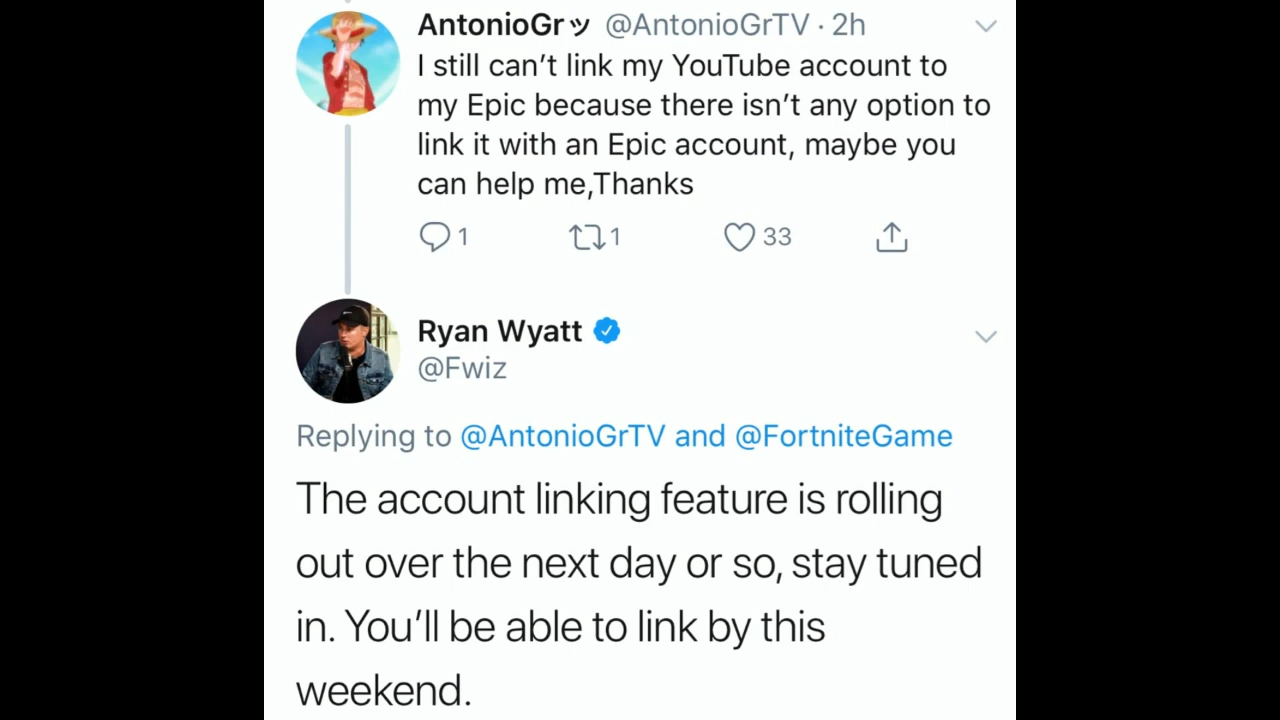 AntonioGrッ @AntonioGrTV · 2h
I still can’t link my YouTube account to
my Epic because there isn’t any option to
link it with an Epic account, maybe you
can help me,Thanks
1 1 33
Ryan Wyatt
@Fwiz
Replying to @AntonioGrTV and @FortniteGame
The account linking feature is rolling
out over the next day or so, stay tuned
in. You’ll be able to link by this
weekend.